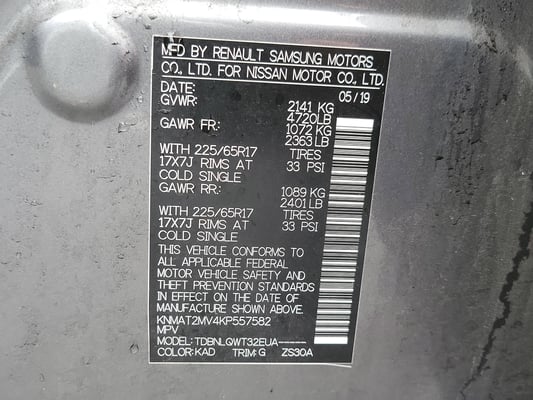 MFD BY RENAULT SAMSUNG MOTORS
CO., LTD. FOR NISSAN MOTOR CO., LTD.
DATE: 05/19
GVWR: 2141 KG
4720LB
GAWR FR: 1072 KG
2363 LB
WITH 225/65R17 TIRES
17X7J RIMS AT 33 PSI
COLD SINGLE
GAWR RR: 1089 KG
2401 LB
WITH 225/65R17 TIRES
17X7J RIMS AT 33 PSI
COLD SINGLE
THIS VEHICLE CONFORMS TO
ALL APPLICABLE FEDERAL
MOTOR VEHICLE SAFETY AND
THEFT PREVENTION STANDARDS
IN EFFECT ON THE DATE OF
MANUFACTURE SHOWN ABOVE.
KNMAT2MV4KP557582
MPV
MODEL: TDBNLQWT32EUA-----
COLOR: KAD TRIM: G ZS30A